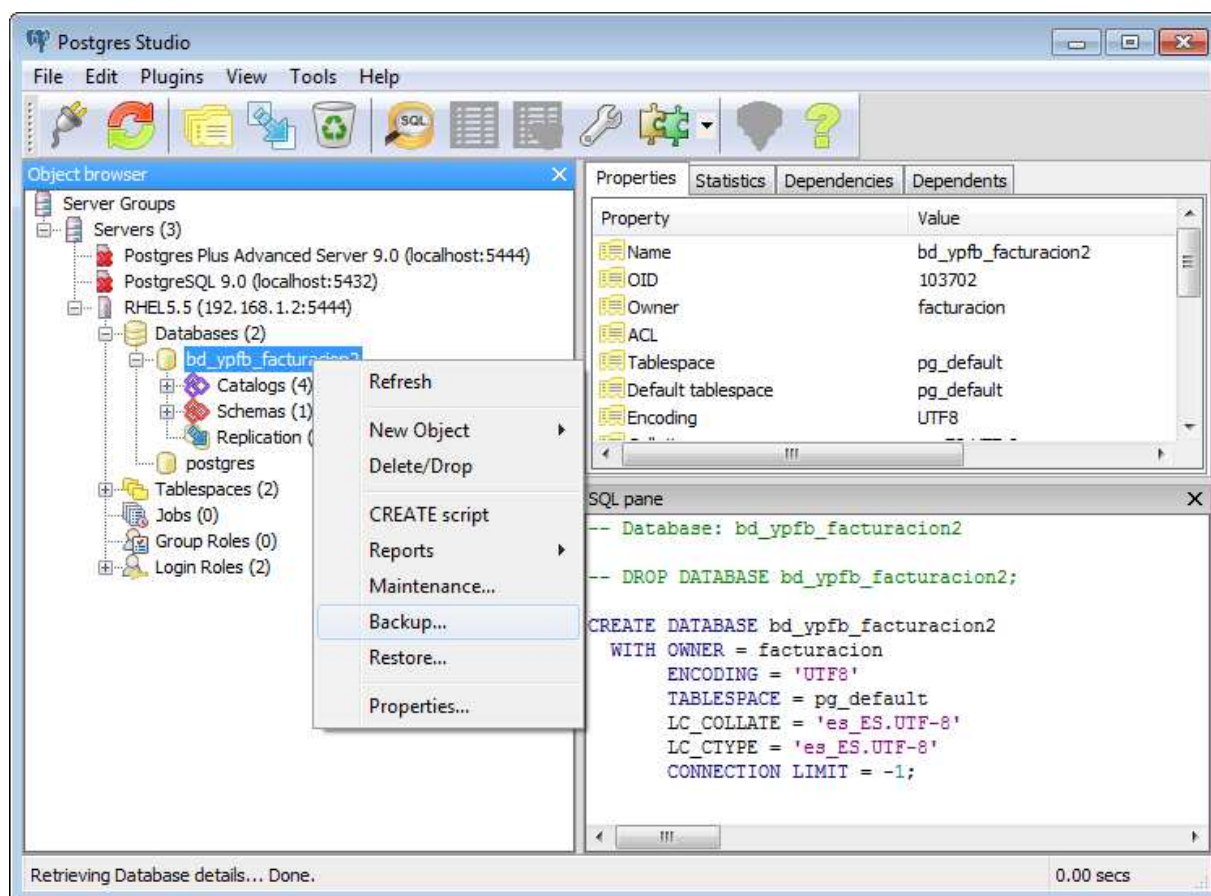 Postgres Studio
File Edit Plugins View Tools Help
SQL
Object browser
Server Groups
Servers (3)
Postgres Plus Advanced Server 9.0 (localhost:5444)
PostgreSQL 9.0 (localhost:5432)
RHEL5.5 (192.168.1.2:5444)
Databases (2)
bd_ypfb_facturacion2
Catalogs (4)
Schemas (1)
Replication (
postgres
Tablespaces (2)
Jobs (0)
Group Roles (0)
Login Roles (2)
Refresh
New Object
Delete/Drop
CREATE script
Reports
Maintenance...
Backup...
Restore...
Properties...
Properties Statistics Dependencies Dependents
Property Value
Name bd_ypfb_facturacion2
OID 103702
Owner facturacion
ACL
Tablespace pg_default
Default tablespace pg_default
Encoding UTF8
SQL pane
-- Database: bd_ypfb_facturacion2
-- DROP DATABASE bd_ypfb_facturacion2;
CREATE DATABASE bd_ypfb_facturacion2
WITH OWNER = facturacion
ENCODING = 'UTF8'
TABLESPACE = pg_default
LC_COLLATE = 'es_ES.UTF-8'
LC_CTYPE = 'es_ES.UTF-8'
CONNECTION LIMIT = -1;
Retrieving Database details... Done. 0.00 secs